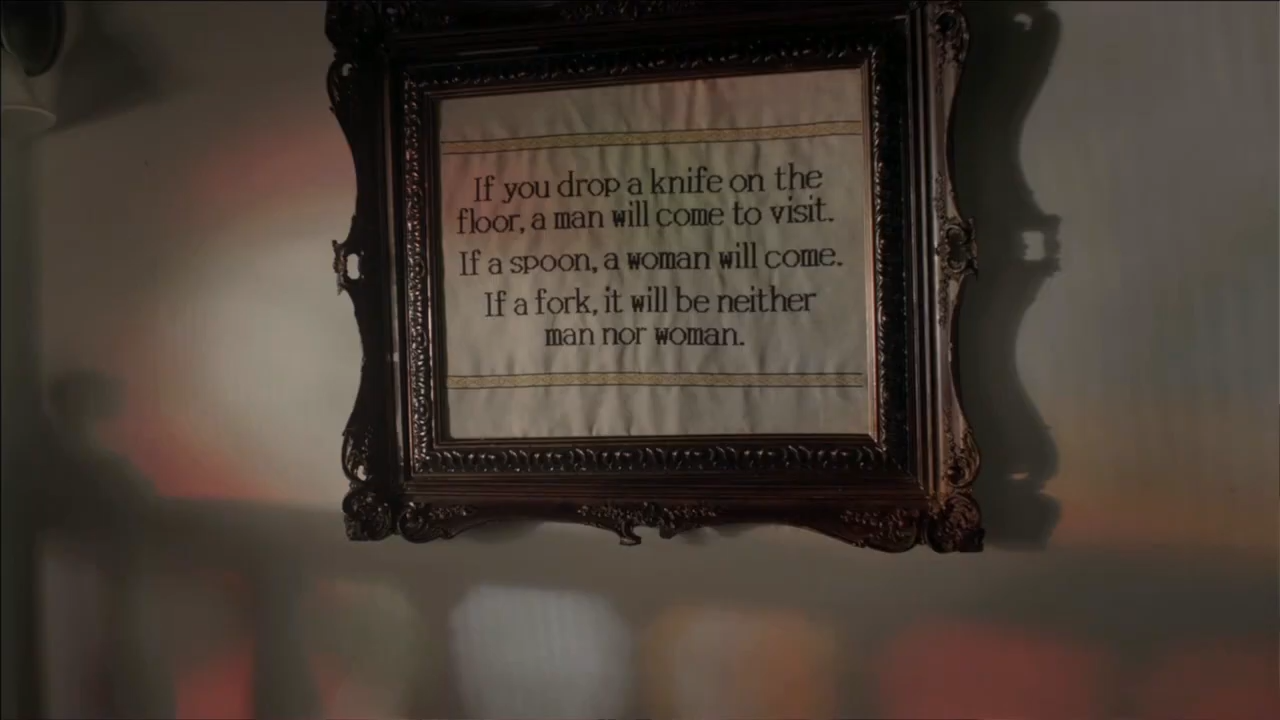 If you drop a knife on the
floor, a man will come to visit.
If a spoon, a woman will come.
If a fork, it will be neither
man nor woman.